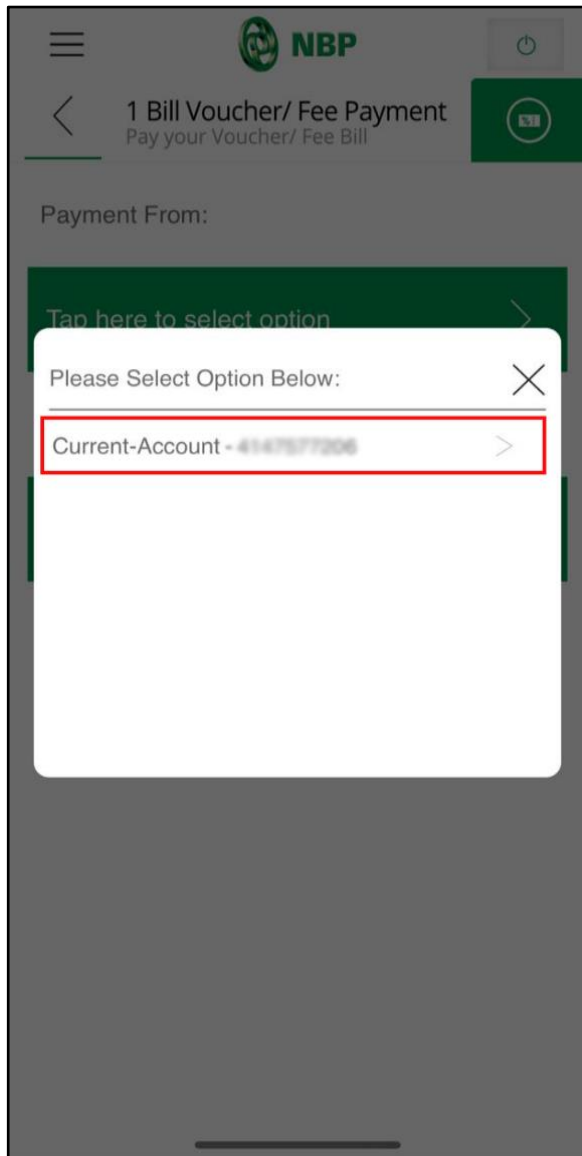 NBP
1 Bill Voucher/ Fee Payment
Pay your Voucher/ Fee Bill
Payment From:
Tap here to select option
Please Select Option Below:
Current-Account -